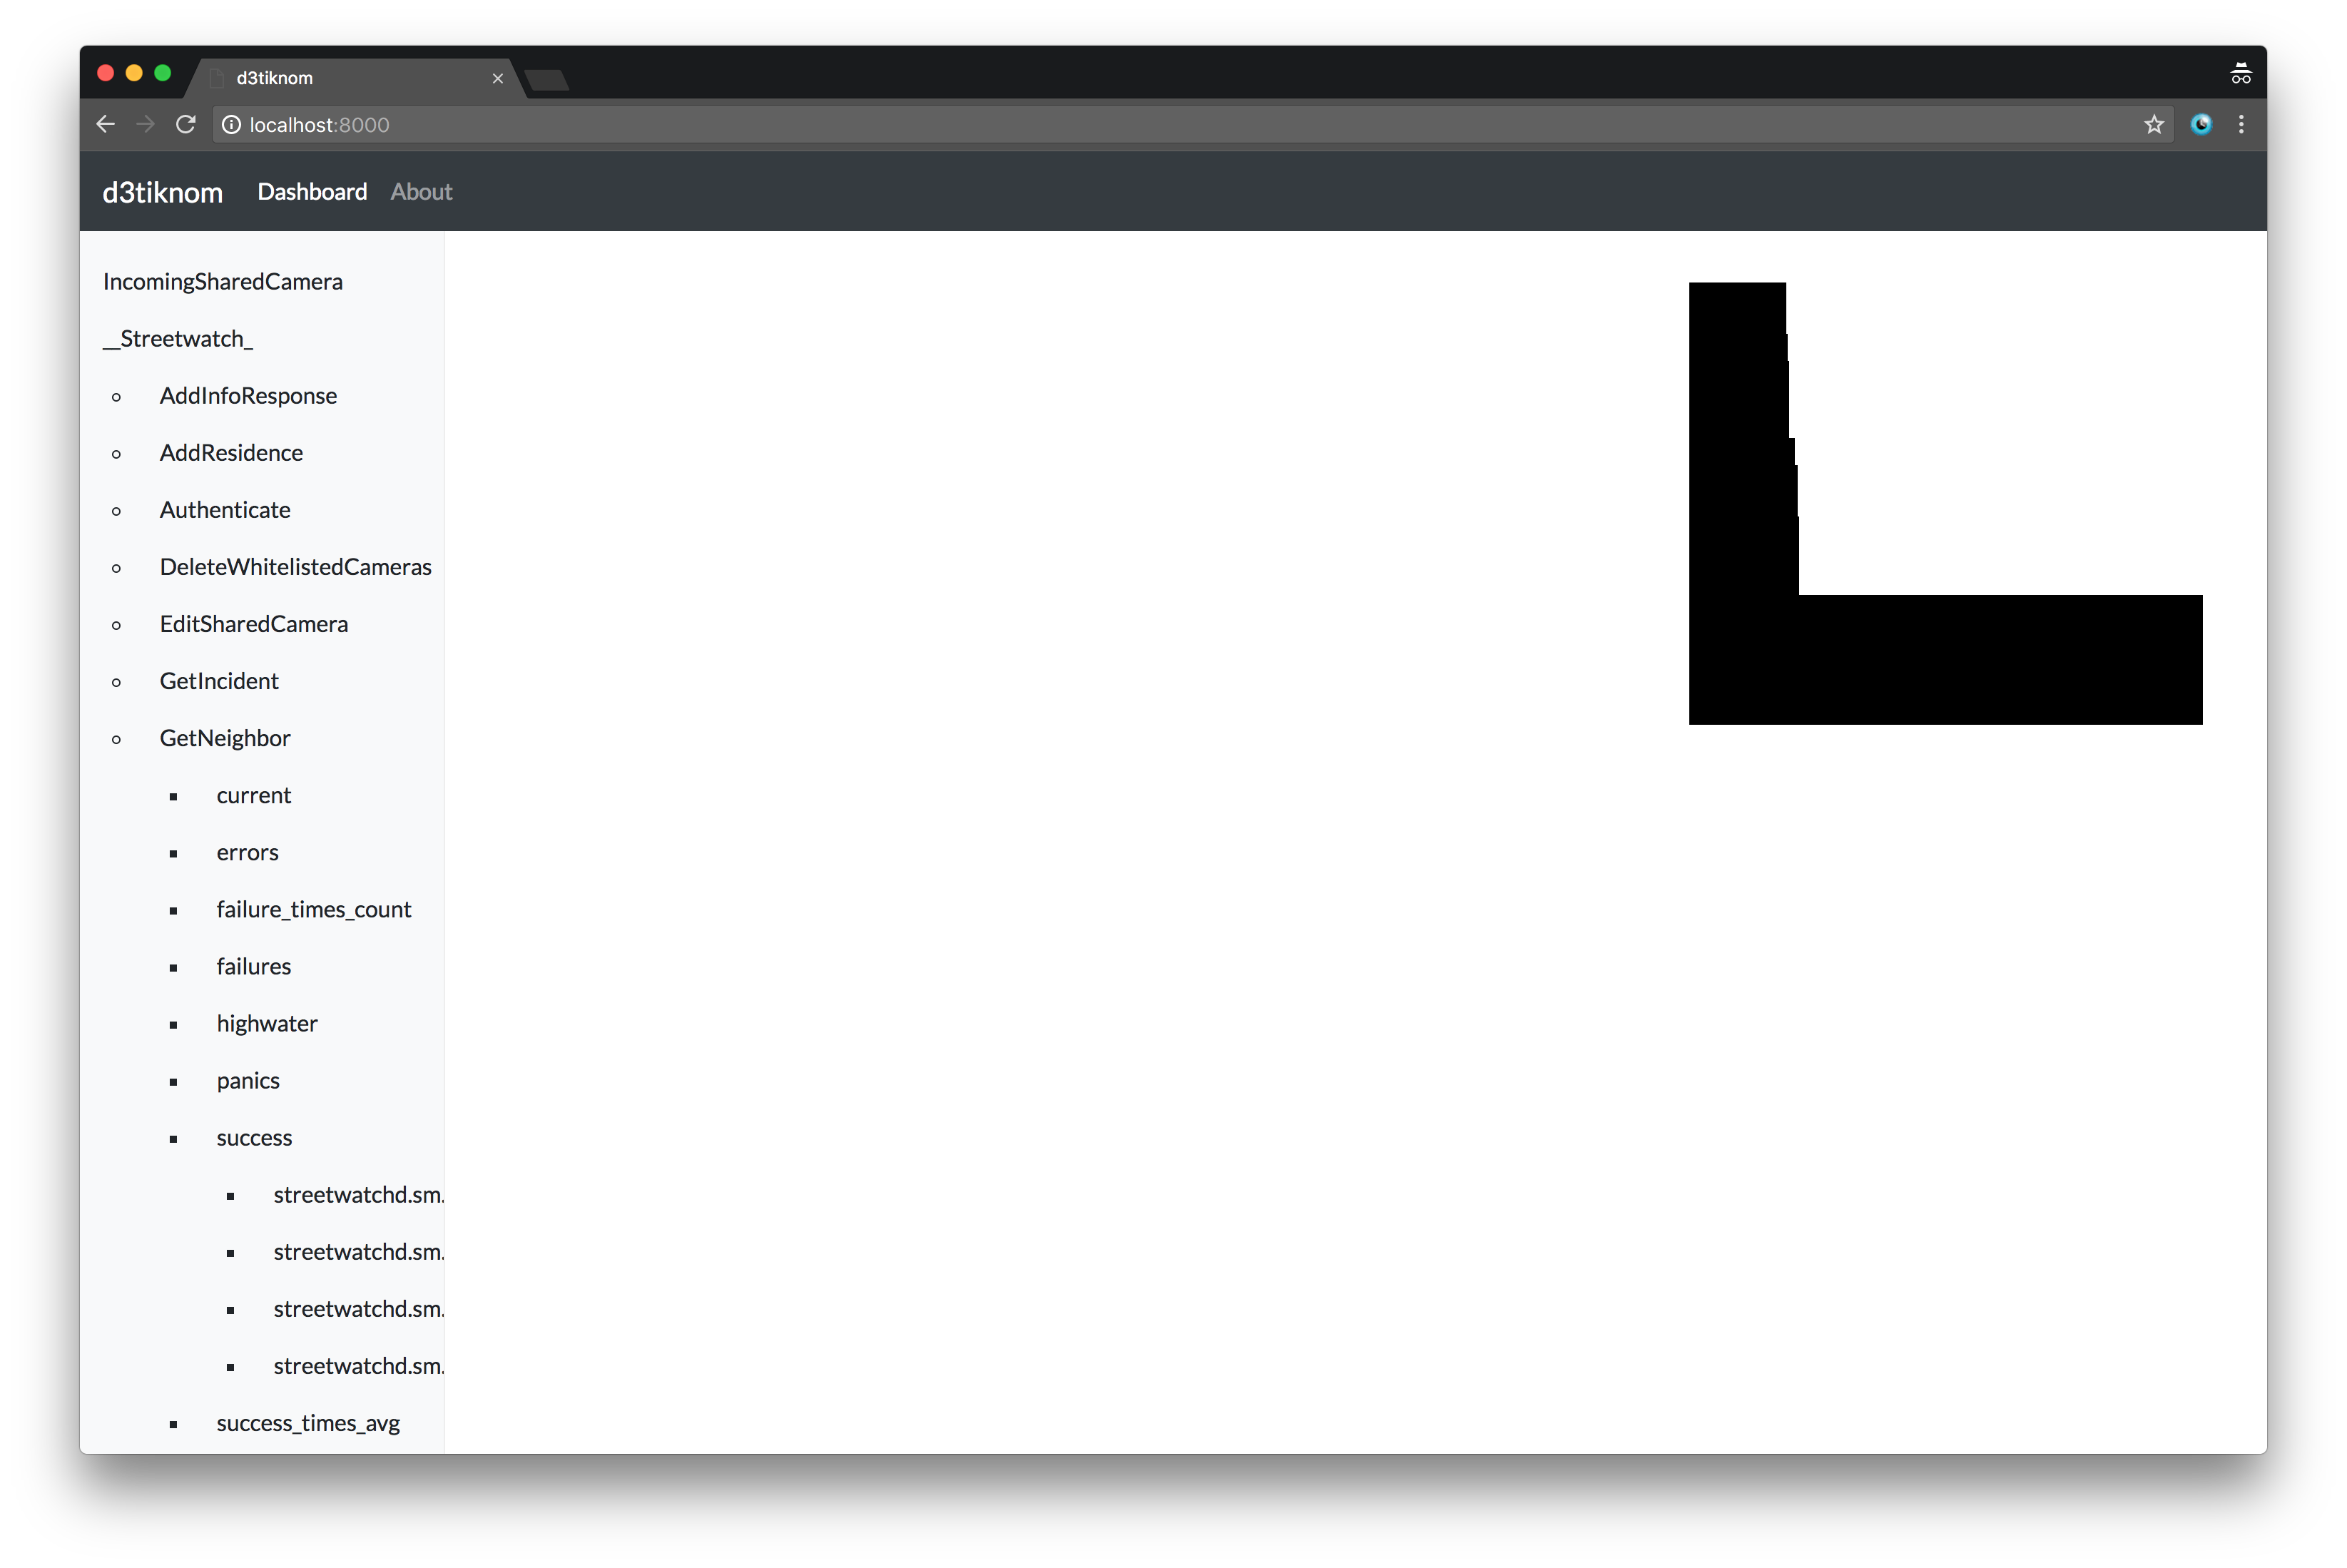 d3tiknom
localhost:8000
d3tiknom Dashboard About
IncomingSharedCamera
__Streetwatch_
AddInfoResponse
AddResidence
Authenticate
DeleteWhitelistedCameras
EditSharedCamera
GetIncident
GetNeighbor
current
errors
failure_times_count
failures
highwater
panics
success
streetwatchd.sm.
streetwatchd.sm.
streetwatchd.sm.
streetwatchd.sm.
success_times_avg